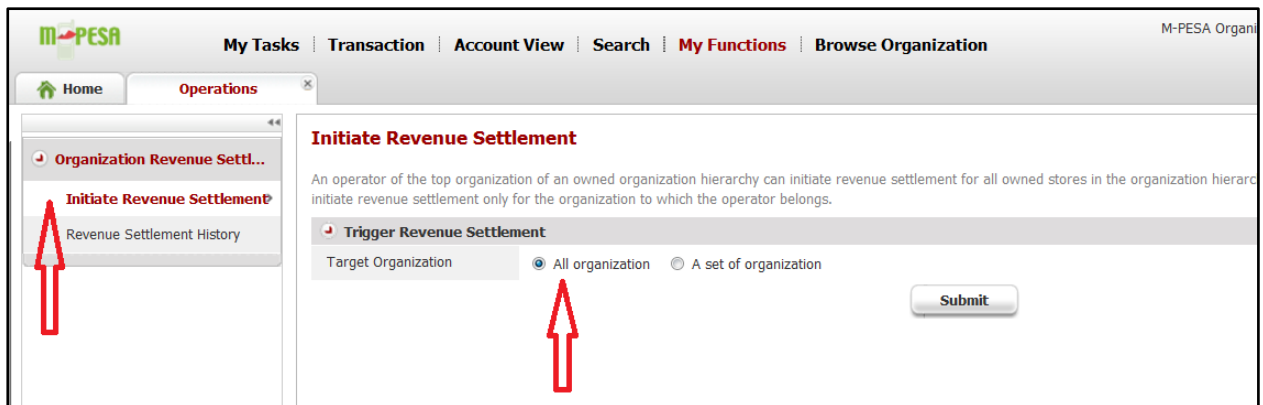 M-PESA
M-PESA Organi
My Tasks | Transaction | Account View | Search | My Functions | Browse Organization
Home Operations
Organization Revenue Settl...
Initiate Revenue Settlement
Revenue Settlement History
Initiate Revenue Settlement
An operator of the top organization of an owned organization hierarchy can initiate revenue settlement for all owned stores in the organization hierarc
initiate revenue settlement only for the organization to which the operator belongs.
Trigger Revenue Settlement
Target Organization All organization A set of organization
Submit